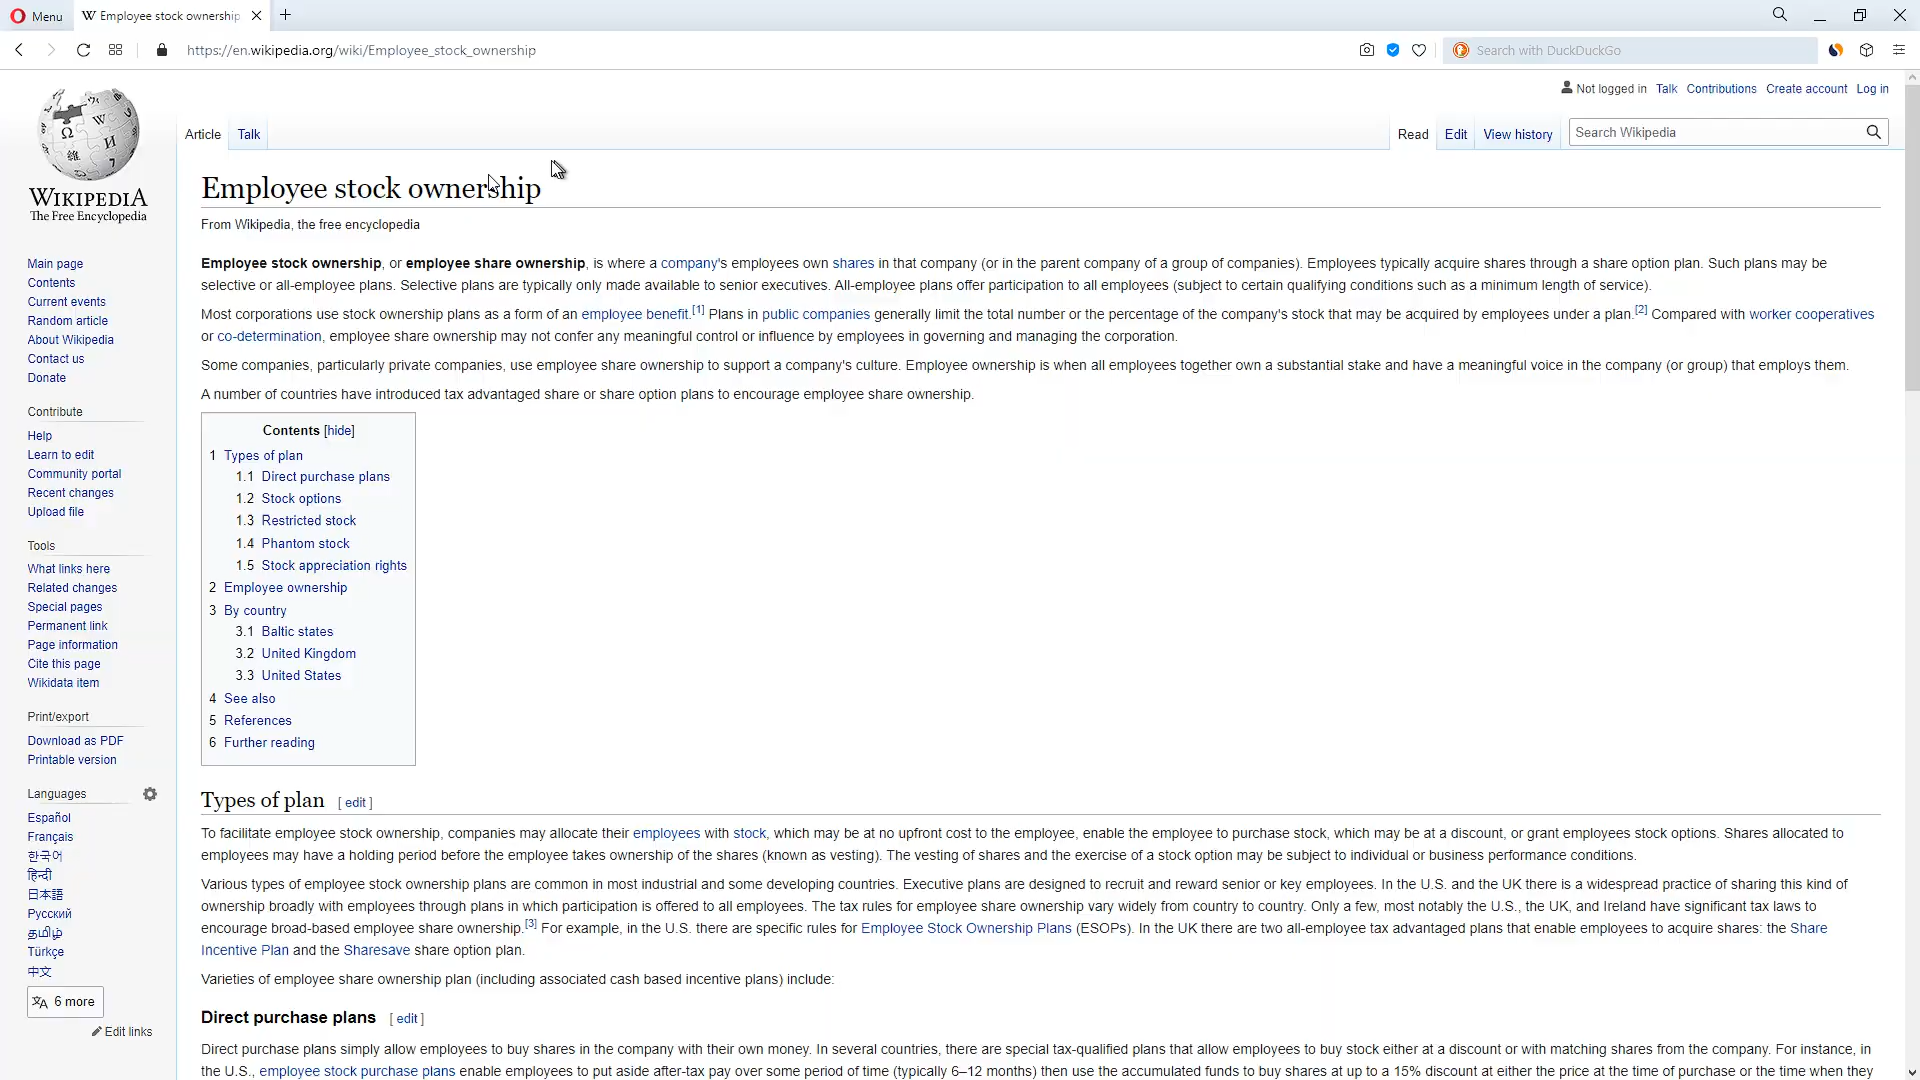 Menu
Employee stock ownership
https://en.wikipedia.org/wiki/Employee_stock_ownership
Search with DuckDuckGo
Not logged in Talk Contributions Create account Log in
Article Talk
Read Edit View history
Search Wikipedia
WIKIPEDIA
The Free Encyclopedia
Main page
Contents
Current events
Random article
About Wikipedia
Contact us
Donate
Contribute
Help
Learn to edit
Community portal
Recent changes
Upload file
Tools
What links here
Related changes
Special pages
Permanent link
Page information
Cite this page
Wikidata item
Print/export
Download as PDF
Printable version
Languages
Español
Français
한국어
हिन्दी
日本語
Русский
தமிழ்
Türkçe
中文
6 more
Edit links
Employee stock ownership
From Wikipedia, the free encyclopedia
Employee stock ownership, or employee share ownership, is where a company's employees own shares in that company (or in the parent company of a group of companies). Employees typically acquire shares through a share option plan. Such plans may be
selective or all-employee plans. Selective plans are typically only made available to senior executives. All-employee plans offer participation to all employees (subject to certain qualifying conditions such as a minimum length of service).
Most corporations use stock ownership plans as a form of an employee benefit.[1] Plans in public companies generally limit the total number or the percentage of the company's stock that may be acquired by employees under a plan.[2] Compared with worker cooperatives
or co-determination, employee share ownership may not confer any meaningful control or influence by employees in governing and managing the corporation.
Some companies, particularly private companies, use employee share ownership to support a company's culture. Employee ownership is when all employees together own a substantial stake and have a meaningful voice in the company (or group) that employs them.
A number of countries have introduced tax advantaged share or share option plans to encourage employee share ownership.
Contents [hide]
1 Types of plan
1.1 Direct purchase plans
1.2 Stock options
1.3 Restricted stock
1.4 Phantom stock
1.5 Stock appreciation rights
2 Employee ownership
3 By country
3.1 Baltic states
3.2 United Kingdom
3.3 United States
4 See also
5 References
6 Further reading
Types of plan [ edit ]
To facilitate employee stock ownership, companies may allocate their employees with stock, which may be at no upfront cost to the employee, enable the employee to purchase stock, which may be at a discount, or grant employees stock options. Shares allocated to
employees may have a holding period before the employee takes ownership of the shares (known as vesting). The vesting of shares and the exercise of a stock option may be subject to individual or business performance conditions.
Various types of employee stock ownership plans are common in most industrial and some developing countries. Executive plans are designed to recruit and reward senior or key employees. In the U.S. and the UK there is a widespread practice of sharing this kind of
ownership broadly with employees through plans in which participation is offered to all employees. The tax rules for employee share ownership vary widely from country to country. Only a few, most notably the U.S., the UK, and Ireland have significant tax laws to
encourage broad-based employee share ownership.[3] For example, in the U.S. there are specific rules for Employee Stock Ownership Plans (ESOPs). In the UK there are two all-employee tax advantaged plans that enable employees to acquire shares: the Share
Incentive Plan and the Sharesave share option plan.
Varieties of employee share ownership plan (including associated cash based incentive plans) include:
Direct purchase plans [ edit ]
Direct purchase plans simply allow employees to buy shares in the company with their own money. In several countries, there are special tax-qualified plans that allow employees to buy stock either at a discount or with matching shares from the company. For instance, in
the U.S., employee stock purchase plans enable employees to put aside after-tax pay over some period of time (typically 6–12 months) then use the accumulated funds to buy shares at up to a 15% discount at either the price at the time of purchase or the time when they